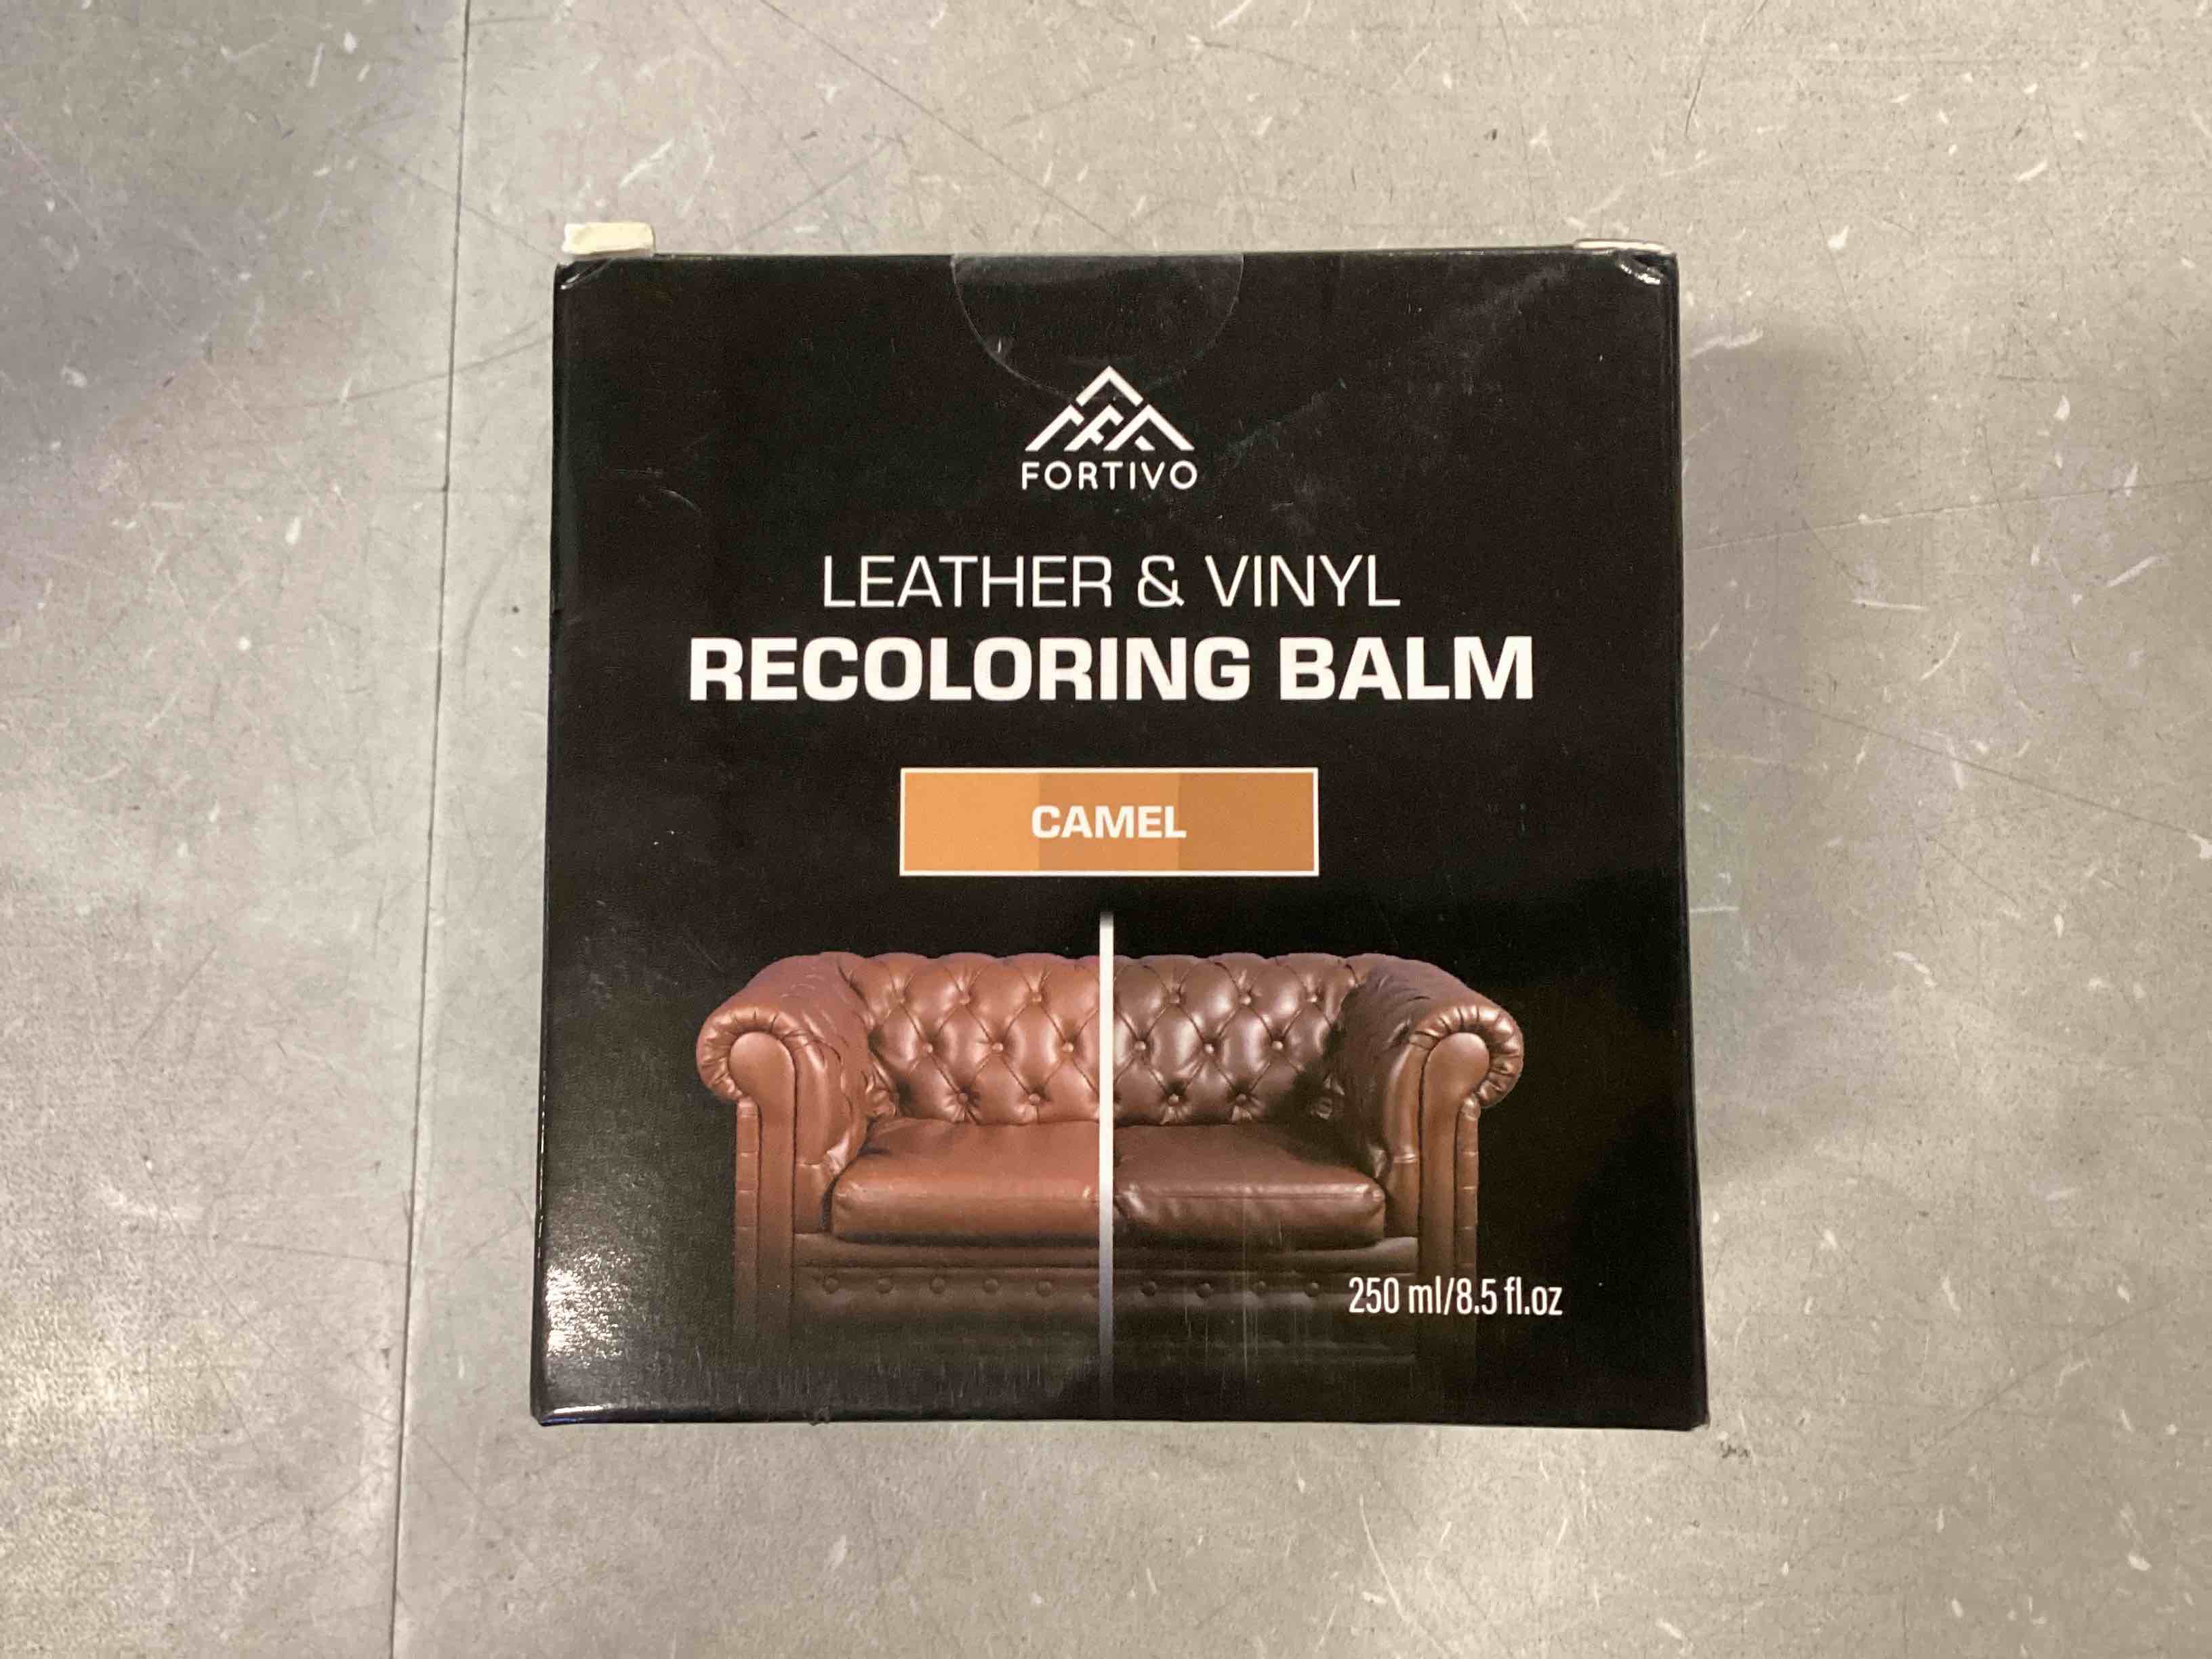 FORTIVO
LEATHER & VINYL
RECOLORING BALM
CAMEL
250 ml/8.5 fl.oz